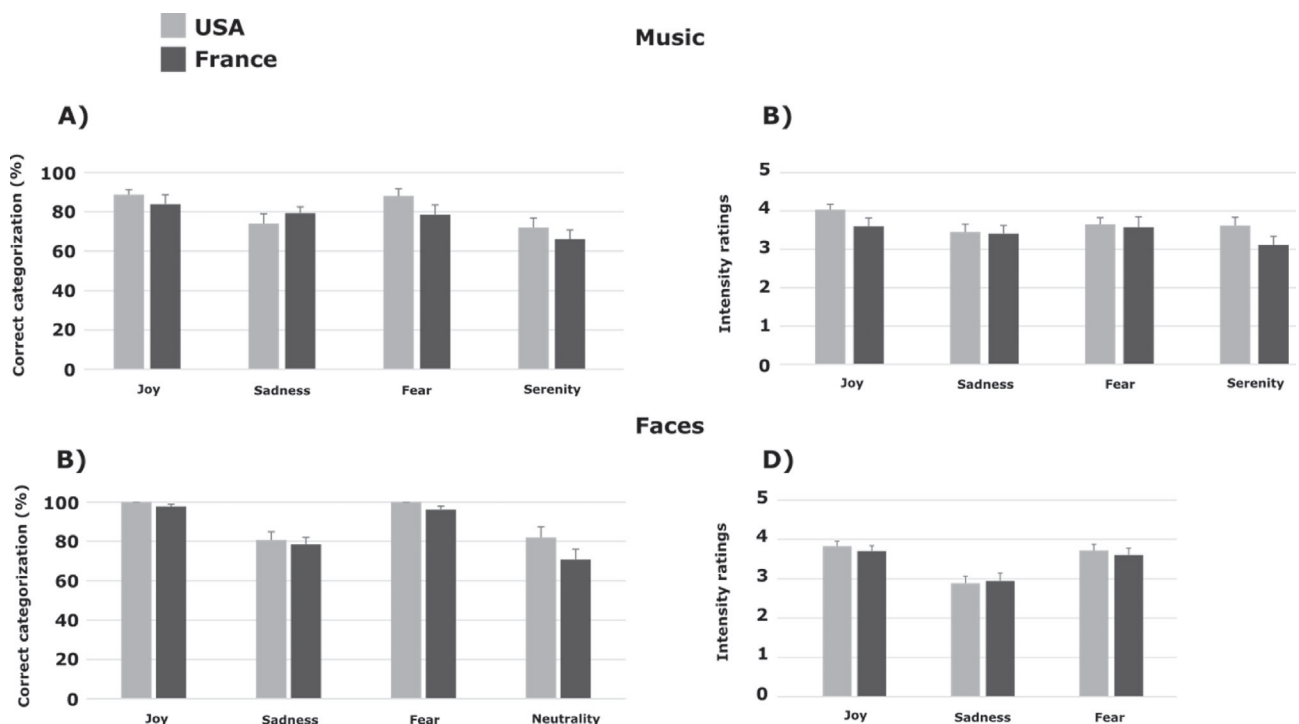 USA
France
Music
A)
Correct categorization (%)
100
80
60
40
20
0
Joy Sadness Fear Serenity
B)
Intensity ratings
5
4
3
2
1
0
Joy Sadness Fear Serenity
Faces
B)
Correct categorization (%)
100
80
60
40
20
0
Joy Sadness Fear Neutrality
D)
Intensity ratings
5
4
3
2
1
0
Joy Sadness Fear